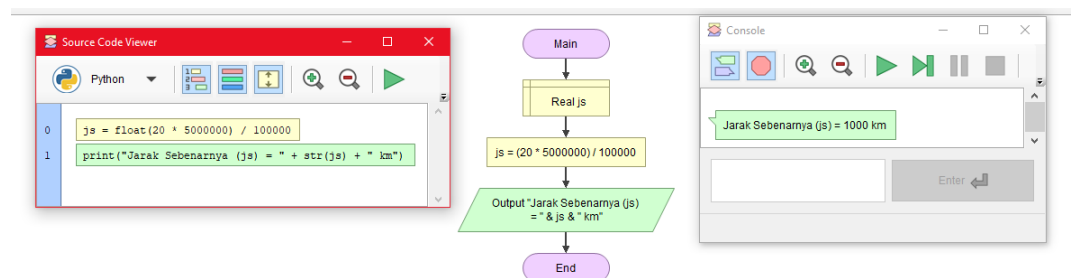 Source Code Viewer
Python
0 js = float(20 * 5000000) / 100000
1 print("Jarak Sebenarnya (js) = " + str(js) + " km")
Main
Real js
js = (20 * 5000000) / 100000
Output "Jarak Sebenarnya (js)
= " & js & " km"
End
Console
Jarak Sebenarnya (js) = 1000 km
Enter